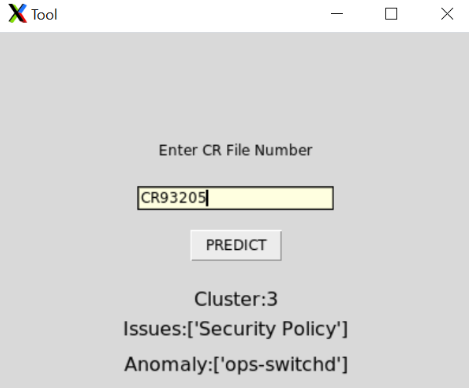 Tool
Enter CR File Number
CR93205
PREDICT
Cluster:3
Issues:['Security Policy']
Anomaly:['ops-switchd']